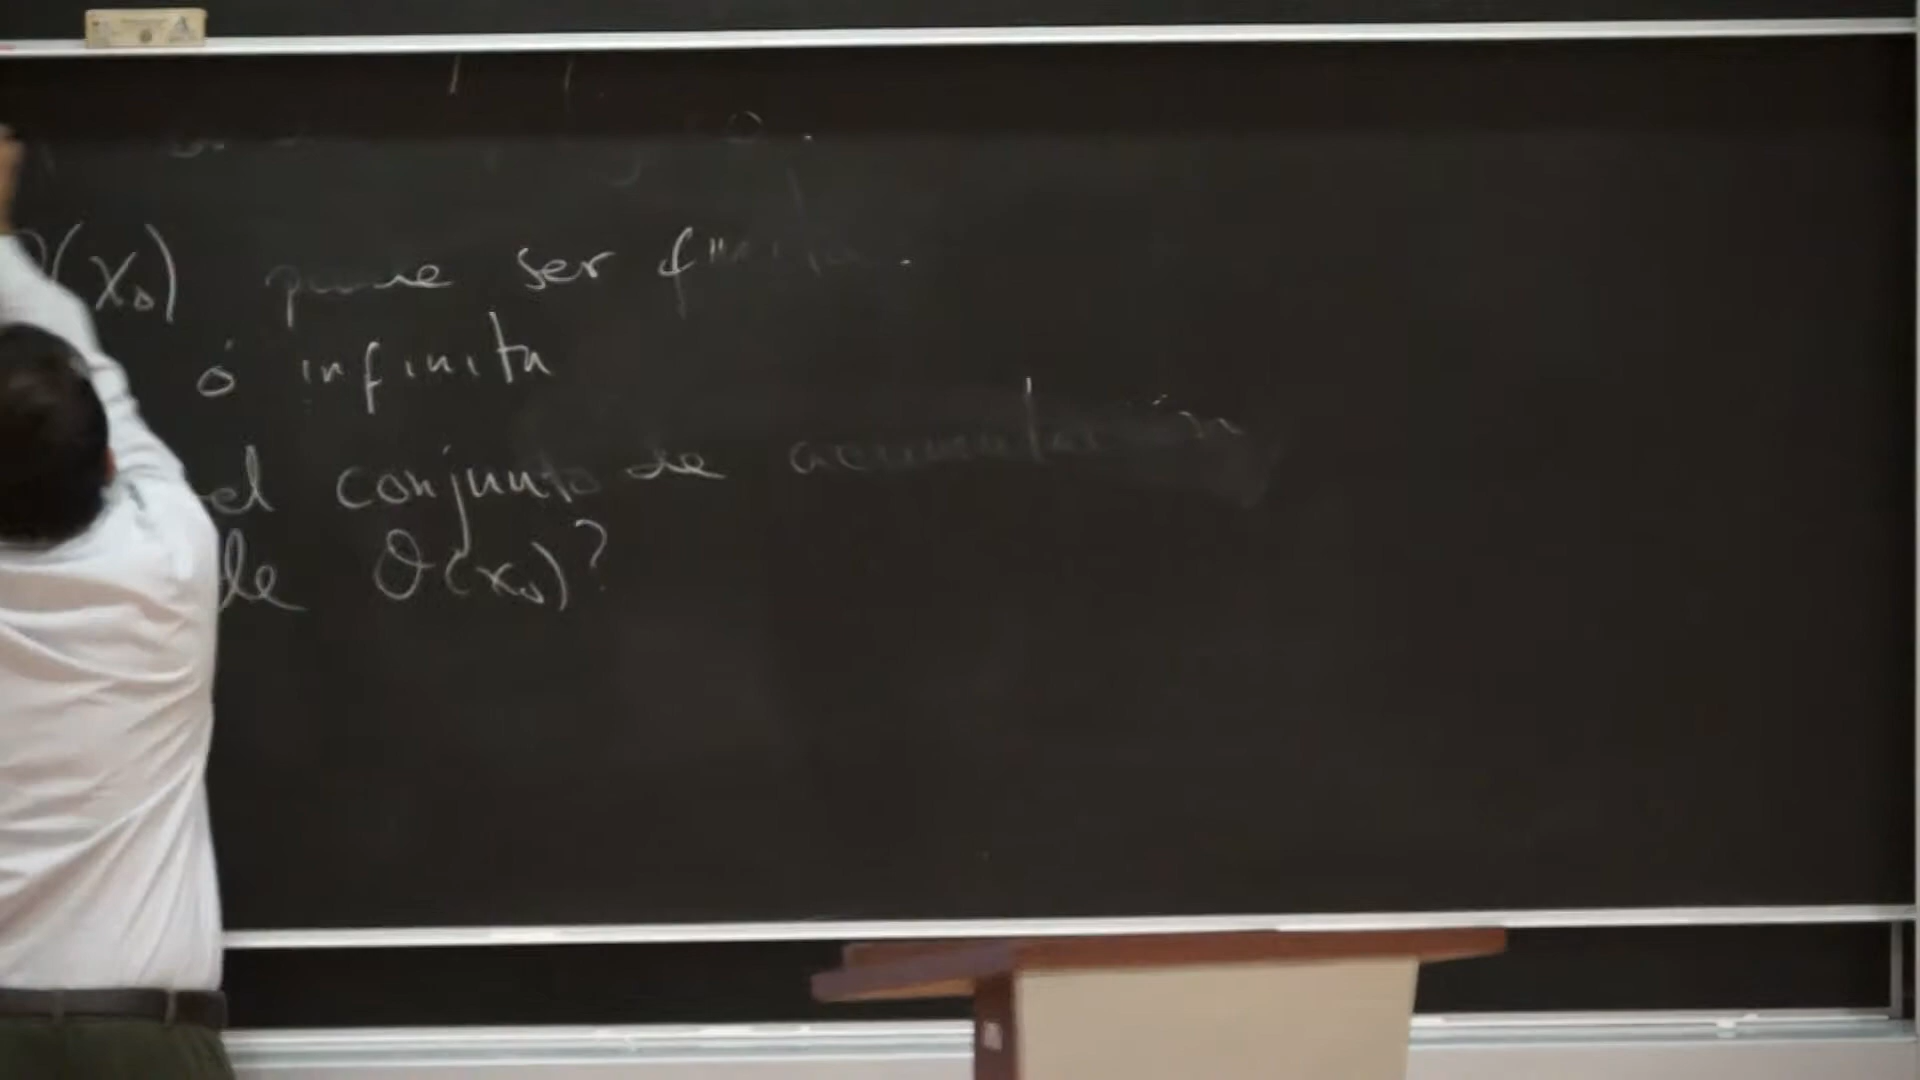 (x₀) puede ser finita.
ó infinita
el conjunto de acumulación
de O(x₀)?